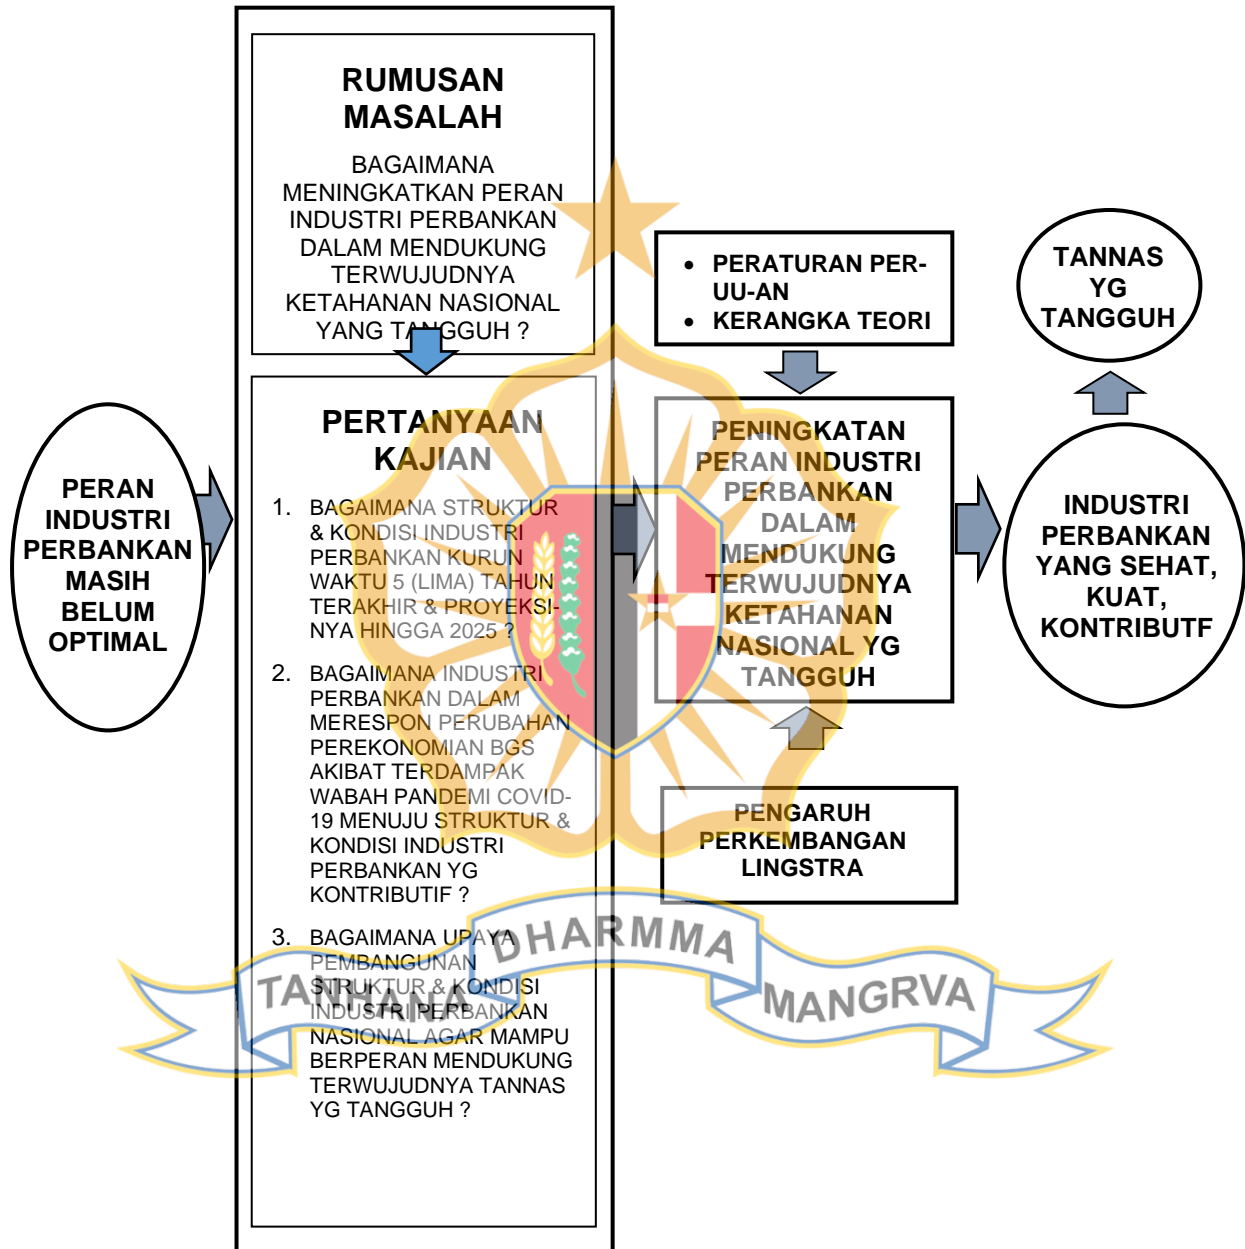 RUMUSAN
MASALAH
BAGAIMANA
MENINGKATKAN PERAN
INDUSTRI PERBANKAN
DALAM MENDUKUNG
TERWUJUDNYA
KETAHANAN NASIONAL
YANG TANGGUH ?
PERAN
INDUSTRI
PERBANKAN
MASIH
BELUM
OPTIMAL
PERTANYAAN
KAJIAN
1. BAGAIMANA STRUKTUR
& KONDISI INDUSTRI
PERBANKAN KURUN
WAKTU 5 (LIMA) TAHUN
TERAKHIR & PROYEKSI-
NYA HINGGA 2025 ?
2. BAGAIMANA INDUSTRI
PERBANKAN DALAM
MERESPON PERUBAHAN
PEREKONOMIAN BGS
AKIBAT TERDAMPAK
WABAH PANDEMI COVID-
19 MENUJU STRUKTUR &
KONDISI INDUSTRI
PERBANKAN YG
KONTRIBUTIF ?
3. BAGAIMANA UPAYA
PEMBANGUNAN
STRUKTUR & KONDISI
INDUSTRI PERBANKAN
NASIONAL AGAR MAMPU
BERPERAN MENDUKUNG
TERWUJUDNYA TANNAS
YG TANGGUH ?
• PERATURAN PER-
UU-AN
• KERANGKA TEORI
PENINGKATAN
PERAN INDUSTRI
PERBANKAN
DALAM
MENDUKUNG
TERWUJUDNYA
KETAHANAN
NASIONAL YG
TANGGUH
PENGARUH
PERKEMBANGAN
LINGSTRA
TANNAS
YG
TANGGUH
INDUSTRI
PERBANKAN
YANG SEHAT,
KUAT,
KONTRIBUTF
TANHANA DHARMMA MANGRVA